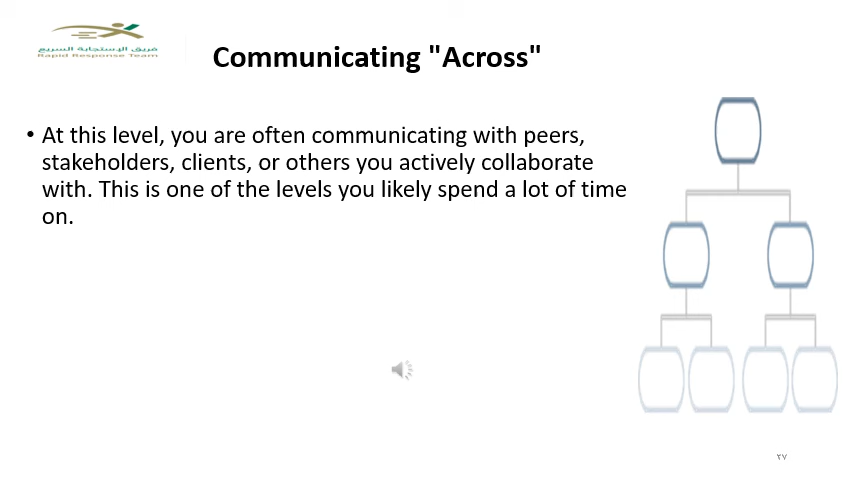 فريق الإستجابة السريع
Rapid Response Team
Communicating "Across"
• At this level, you are often communicating with peers,
stakeholders, clients, or others you actively collaborate
with. This is one of the levels you likely spend a lot of time
on.
٢٧